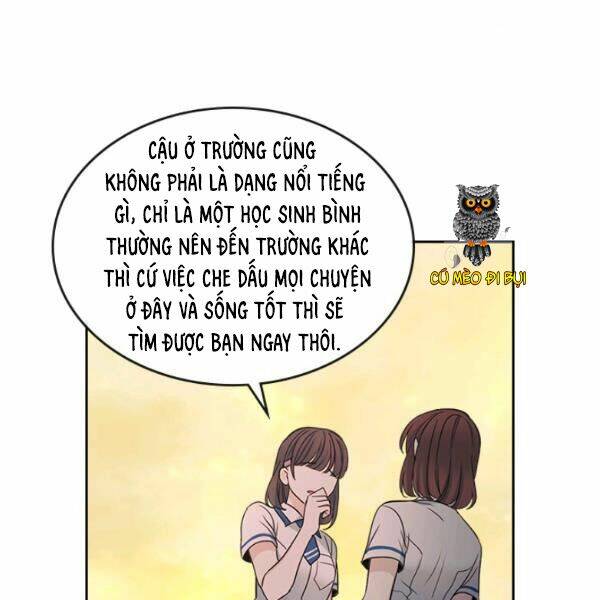 CẬU Ở TRƯỜNG CŨNG
KHÔNG PHẢI LÀ DẠNG NỔI TIẾNG
GÌ, CHỈ LÀ MỘT HỌC SINH BÌNH
THƯỜNG NÊN ĐẾN TRƯỜNG KHÁC
THÌ CỨ VIỆC CHE DẤU MỌI CHUYỆN
Ở ĐÂY VÀ SỐNG TỐT THÌ SẼ
TÌM ĐƯỢC BẠN NGAY THÔI.
CÚ MÈO ĐI BỤI